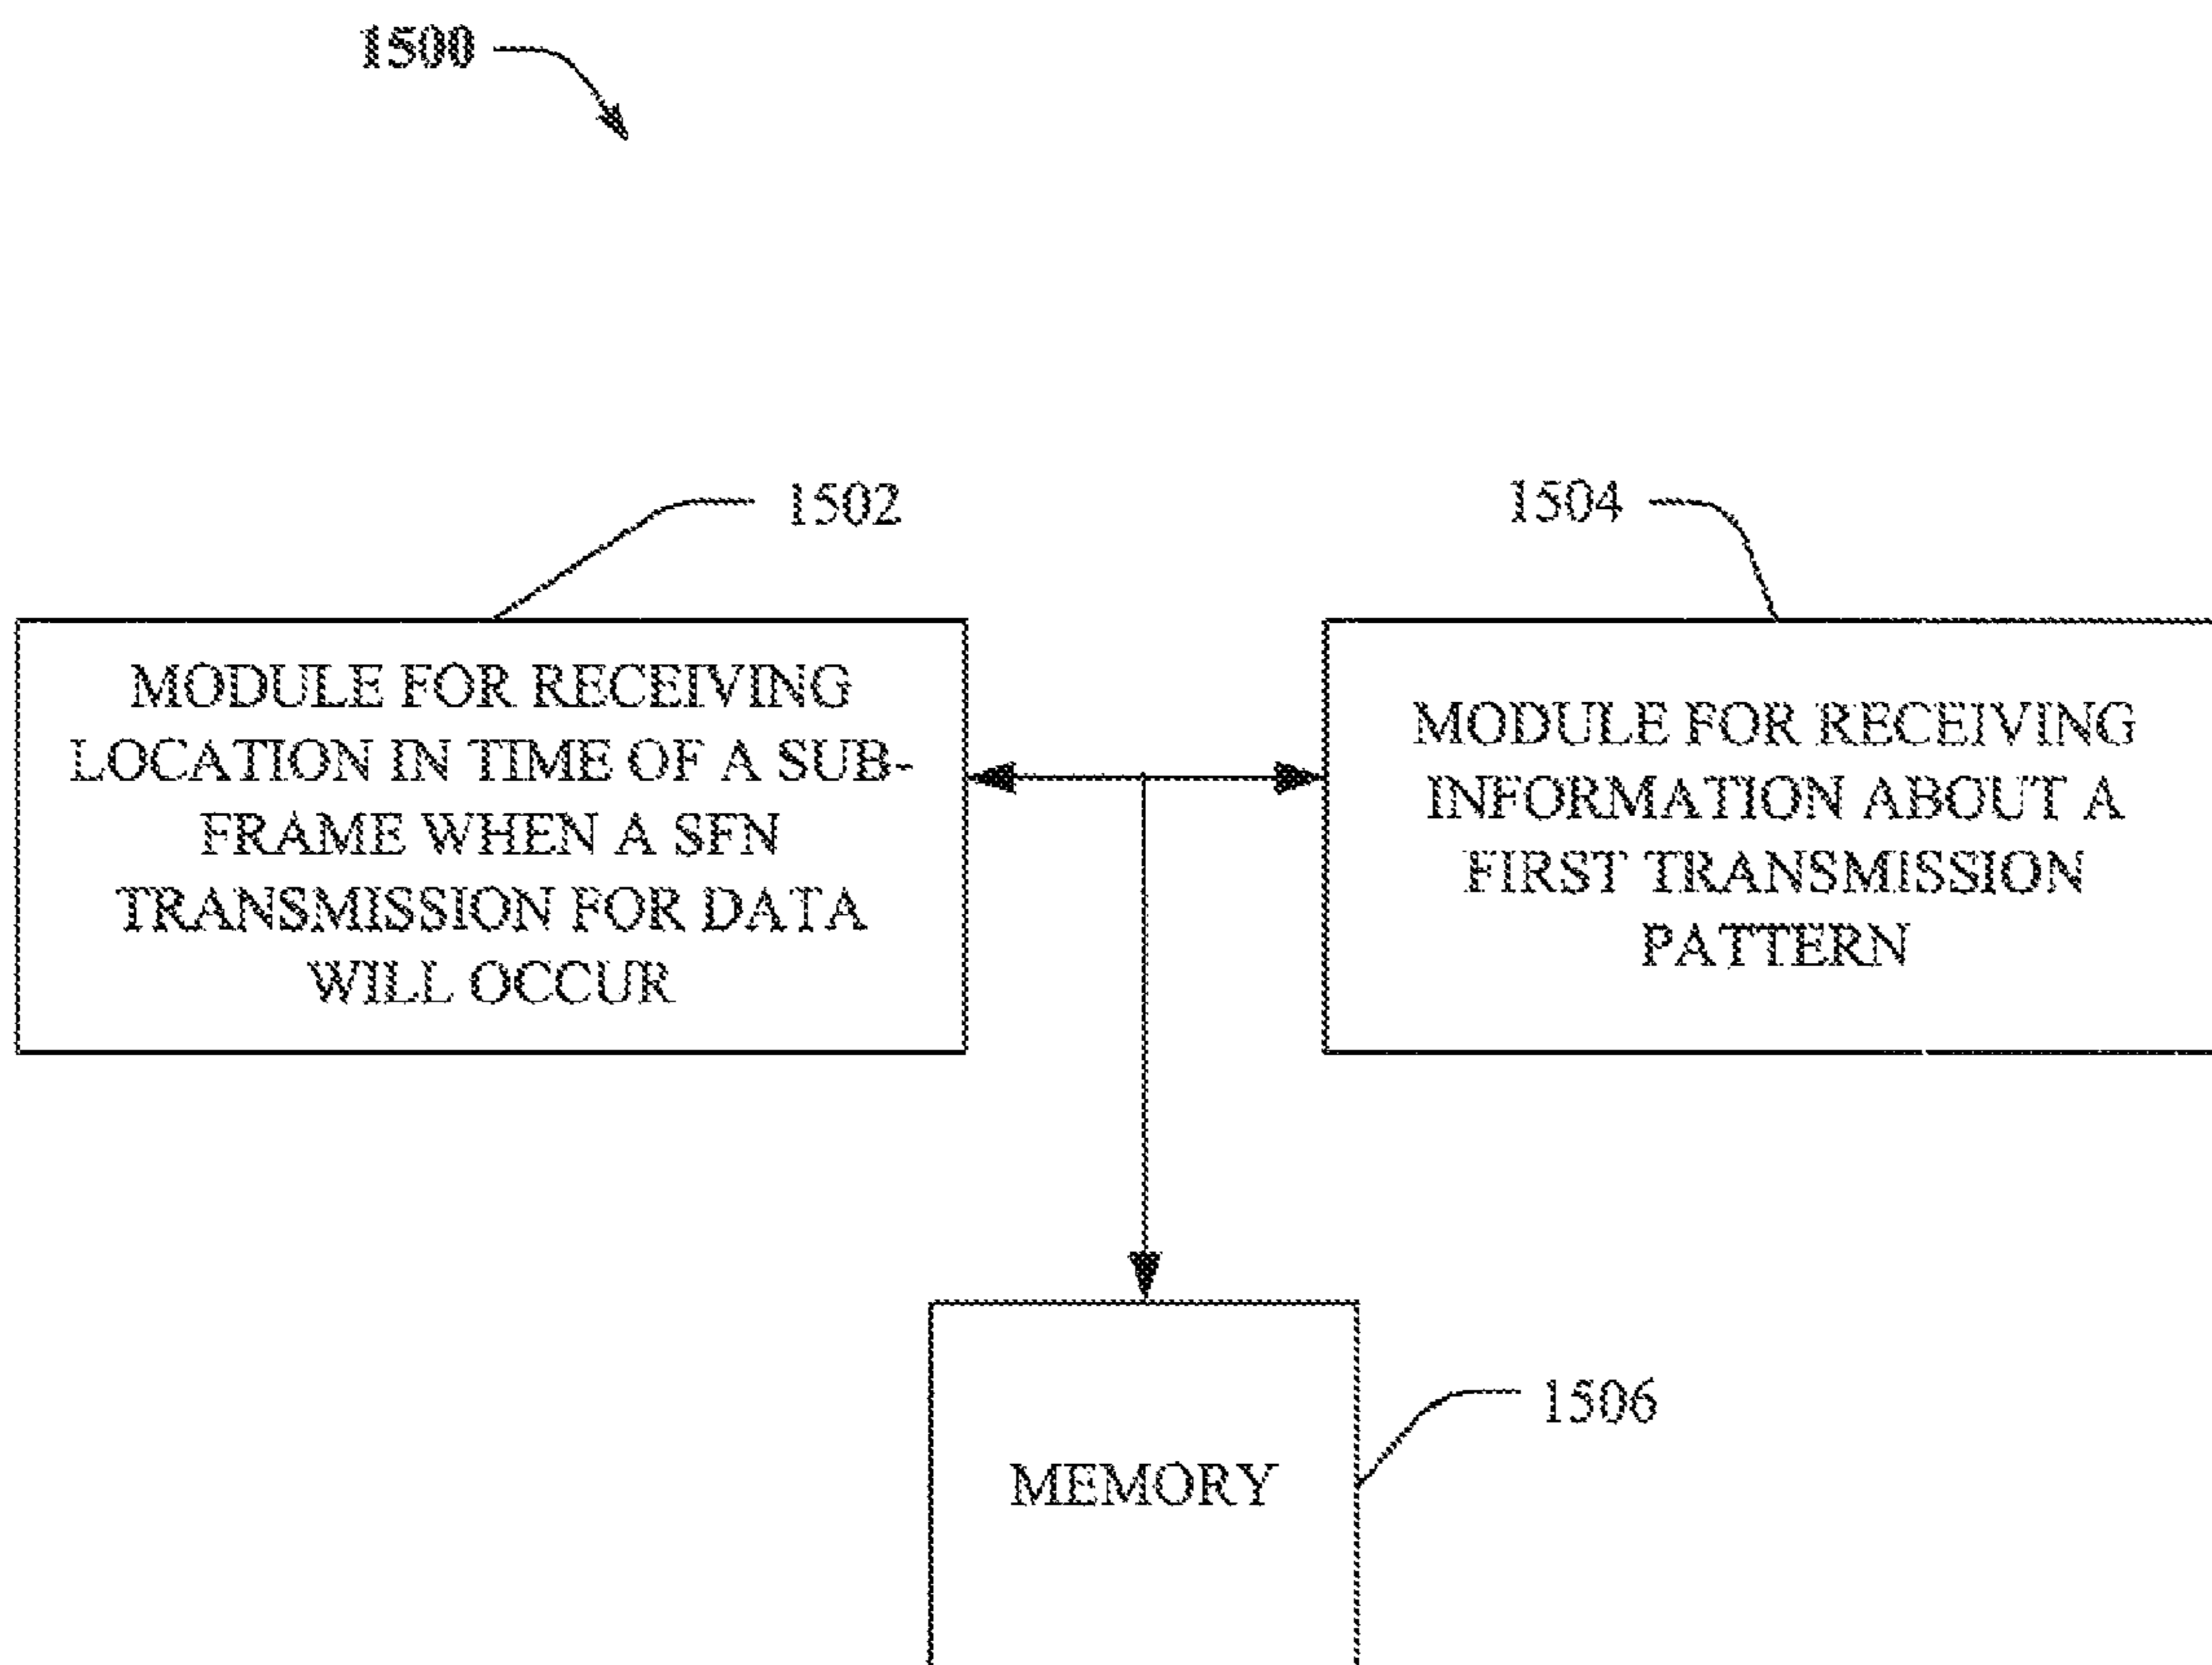 1500
1502
1504
MODULE FOR RECEIVING
LOCATION IN TIME OF A SUB-
FRAME WHEN A SFN
TRANSMISSION FOR DATA
WILL OCCUR
MODULE FOR RECEIVING
INFORMATION ABOUT A
FIRST TRANSMISSION
PATTERN
MEMORY
1506